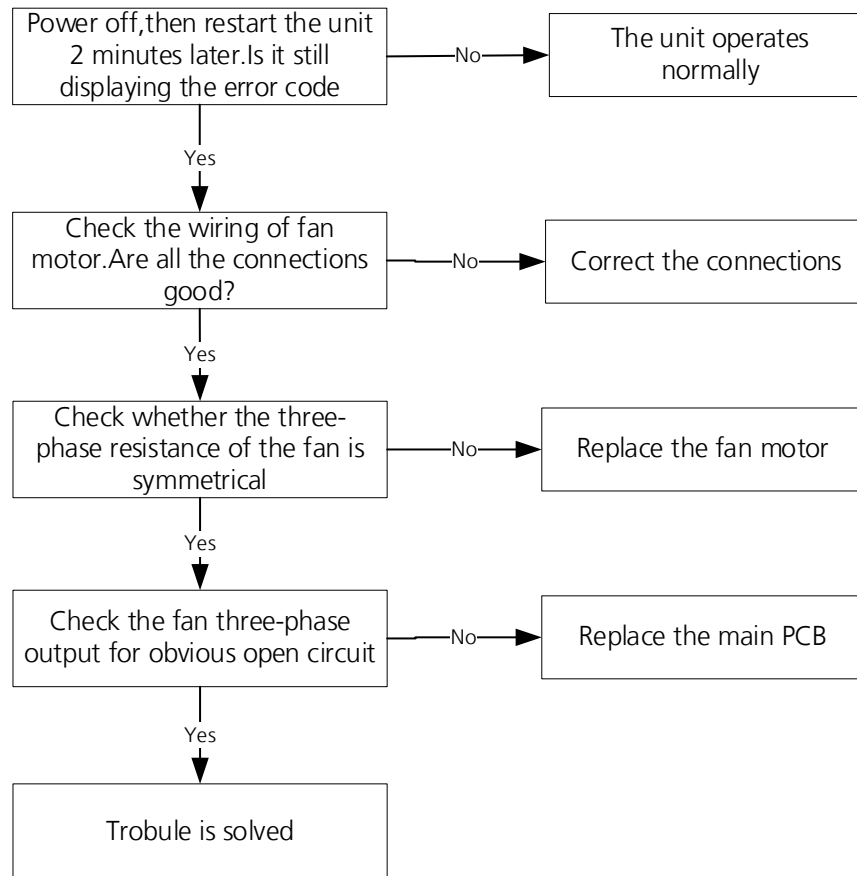 Power off,then restart the unit
2 minutes later.Is it still
displaying the error code
No
The unit operates
normally
Yes
Check the wiring of fan
motor.Are all the connections
good?
No
Correct the connections
Yes
Check whether the three-
phase resistance of the fan is
symmetrical
No
Replace the fan motor
Yes
Check the fan three-phase
output for obvious open circuit
No
Replace the main PCB
Yes
Trobule is solved